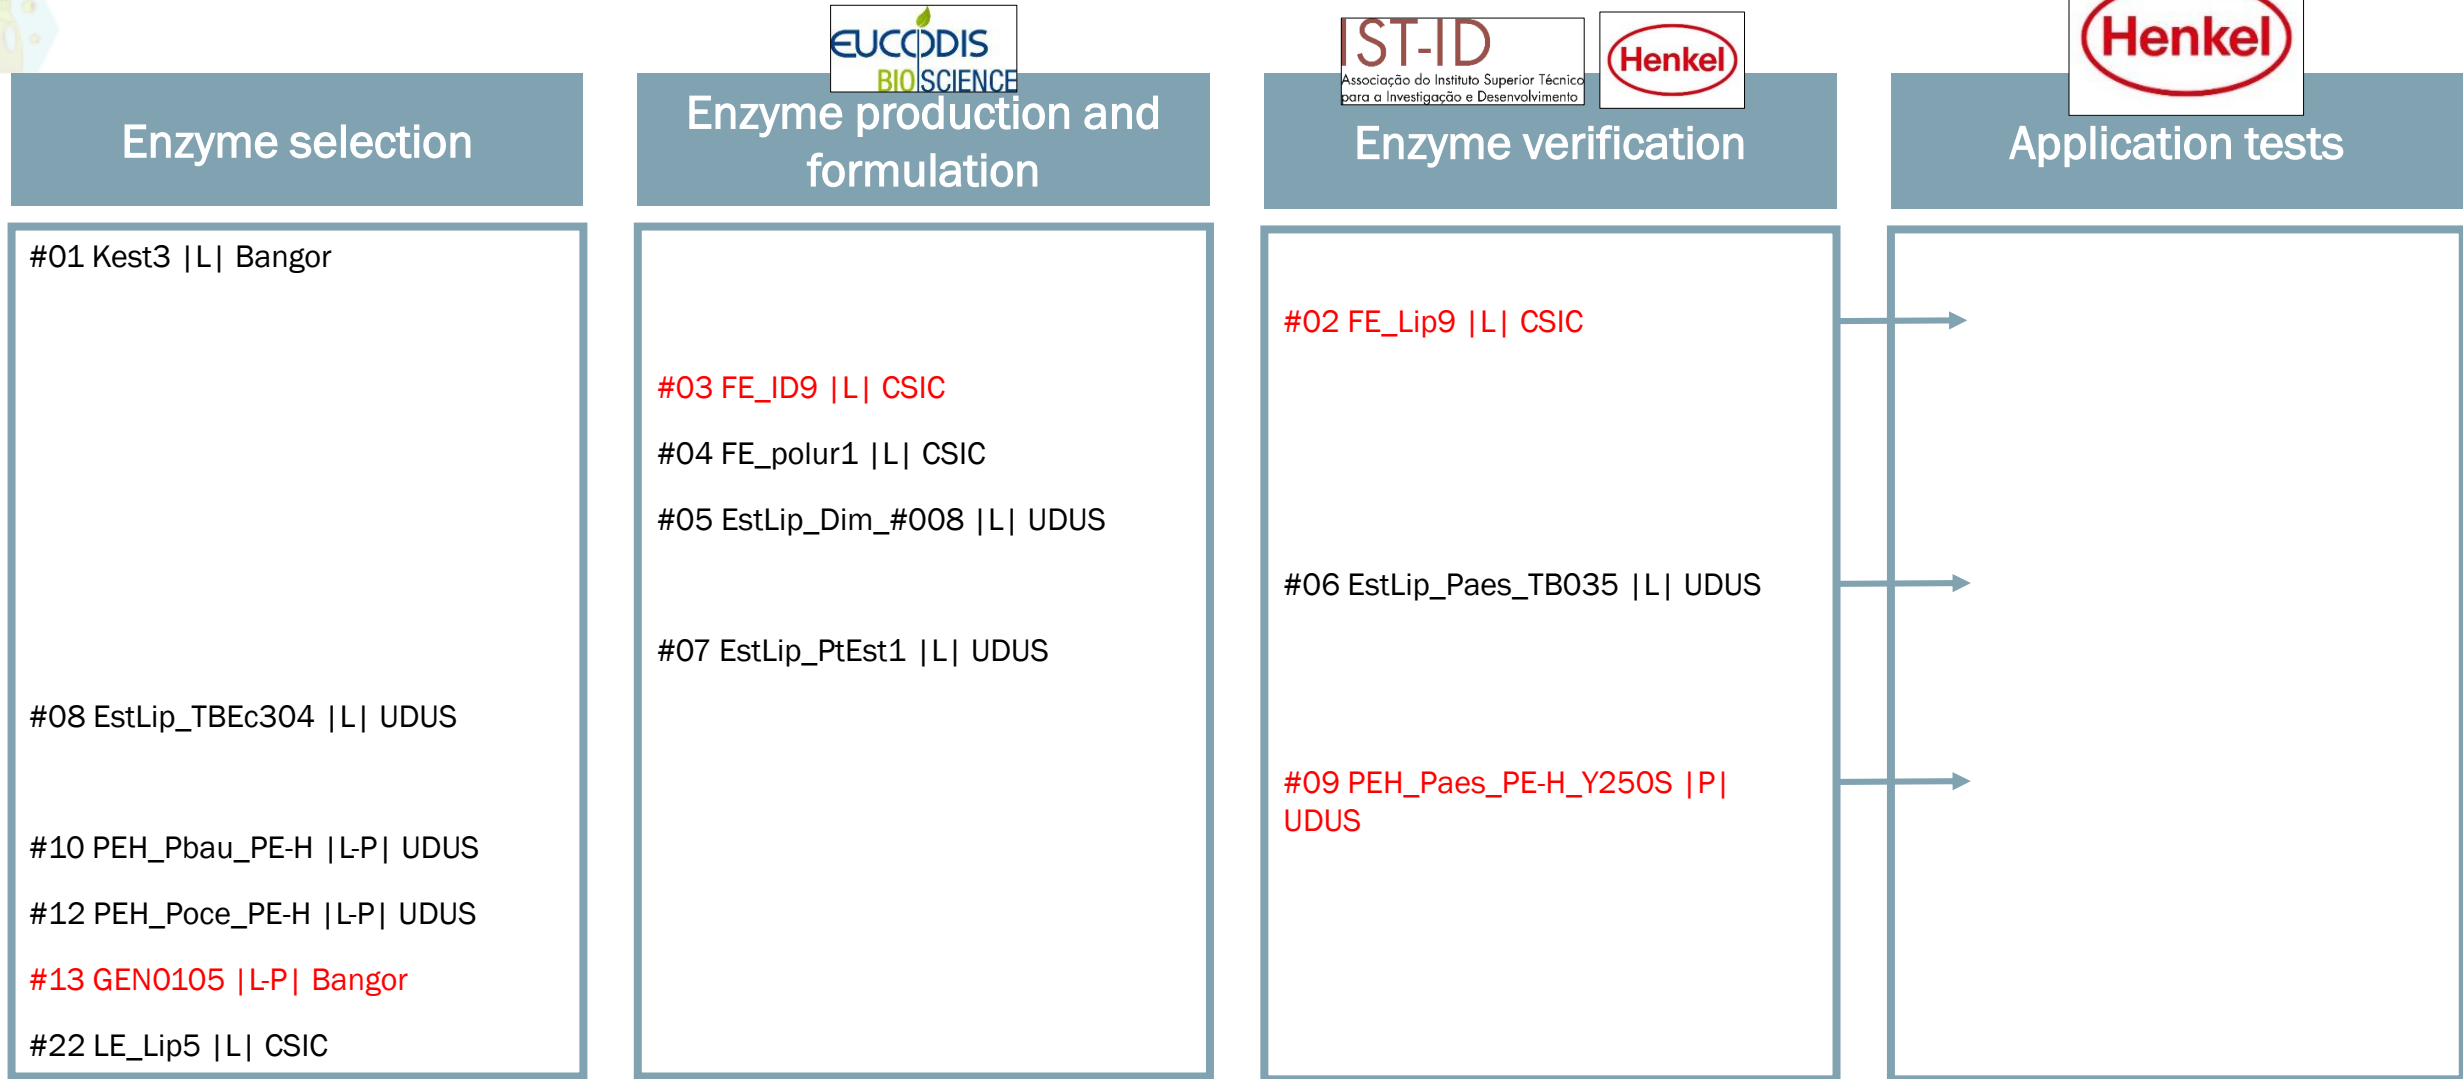 EUCODIS
BIO SCIENCE
IST-ID
Associação do Instituto Superior Técnico
para a Investigação e Desenvolvimento
Henkel
Henkel
Enzyme selection
Enzyme production and
formulation
Enzyme verification
Application tests
#01 Kest3 |L| Bangor
#08 EstLip_TBEc304 |L| UDUS
#10 PEH_Pbau_PE-H |L-P| UDUS
#12 PEH_Poce_PE-H |L-P| UDUS
#13 GEN0105 |L-P| Bangor
#22 LE_Lip5 |L| CSIC
#03 FE_ID9 |L| CSIC
#04 FE_polur1 |L| CSIC
#05 EstLip_Dim_#008 |L| UDUS
#07 EstLip_PtEst1 |L| UDUS
#02 FE_Lip9 |L| CSIC
#06 EstLip_Paes_TB035 |L| UDUS
#09 PEH_Paes_PE-H_Y250S |P|
UDUS